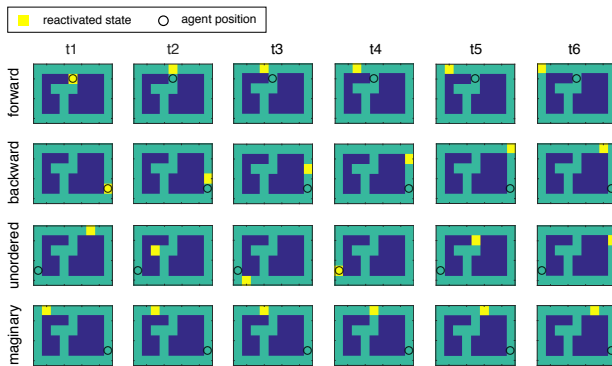 reactivated state agent position
t1 t2 t3 t4 t5 t6
forward
backward
unordered
maginary